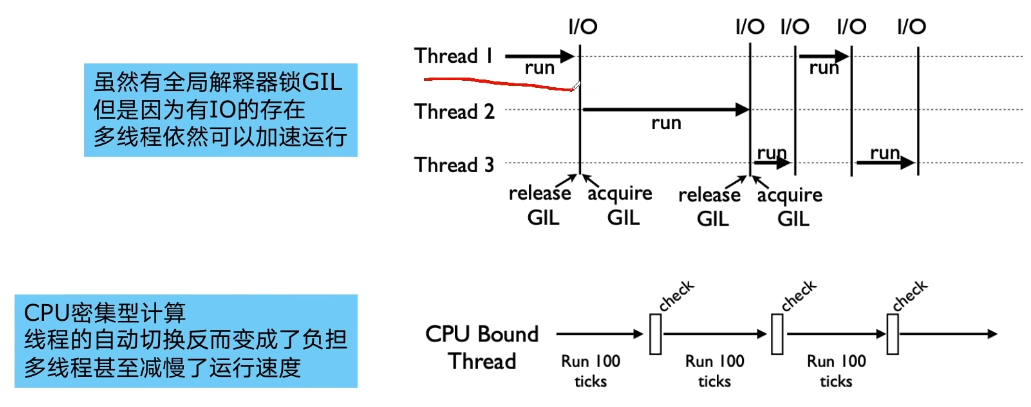 虽然有全局解释器锁GIL
但是因为有IO的存在
多线程依然可以加速运行
I/O I/O I/O I/O I/O
Thread 1
run
run
Thread 2
run
Thread 3
run
run
release GIL
acquire GIL
release GIL
acquire GIL
CPU密集型计算
线程的自动切换反而变成了负担
多线程甚至减慢了运行速度
CPU Bound
Thread
check
check
check
Run 100
ticks
Run 100
ticks
Run 100
ticks